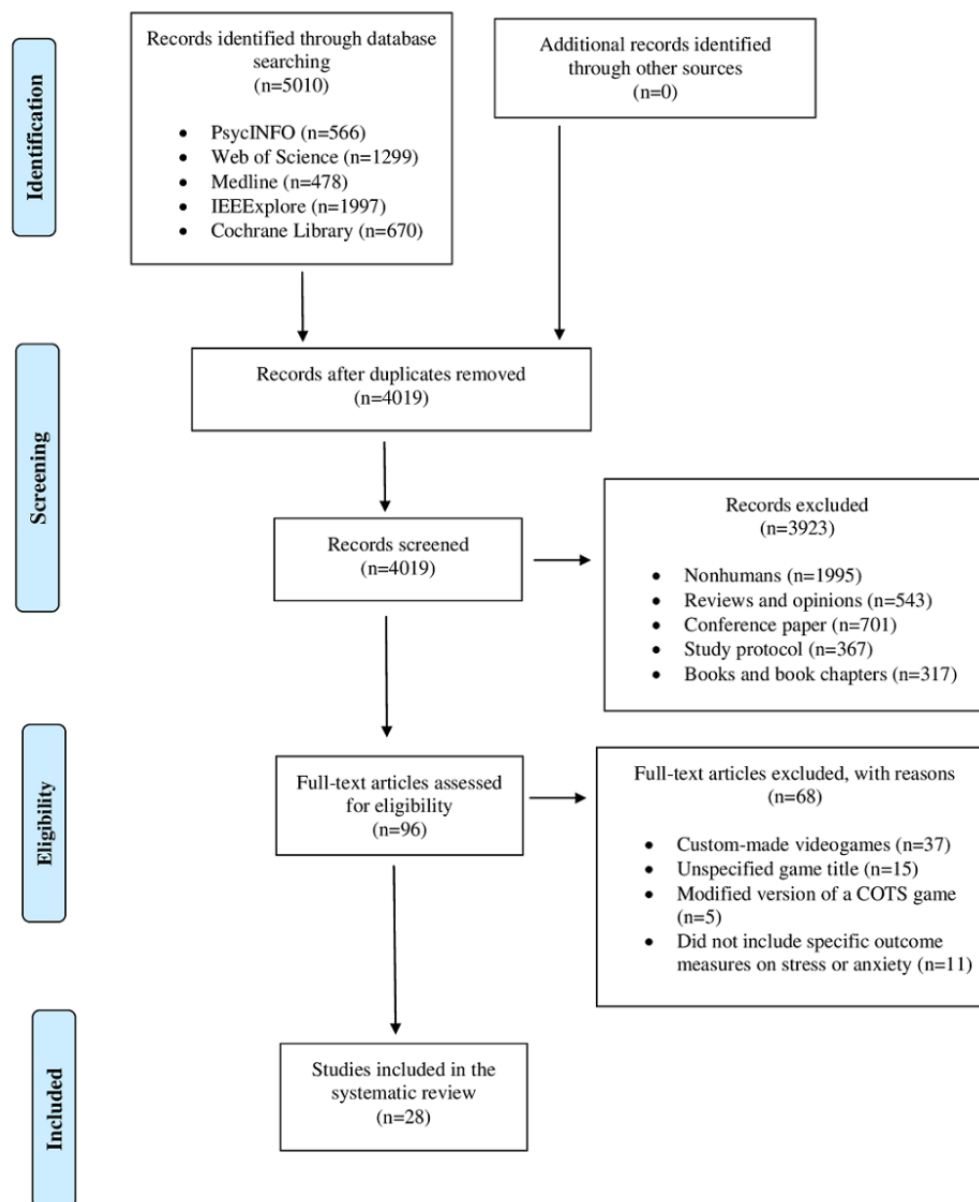 Identification
Records identified through database
searching
(n=5010)
• PsycINFO (n=566)
• Web of Science (n=1299)
• Medline (n=478)
• IEEExplore (n=1997)
• Cochrane Library (n=670)
Additional records identified
through other sources
(n=0)
Screening
Records after duplicates removed
(n=4019)
Records screened
(n=4019)
Records excluded
(n=3923)
• Nonhumans (n=1995)
• Reviews and opinions (n=543)
• Conference paper (n=701)
• Study protocol (n=367)
• Books and book chapters (n=317)
Eligibility
Full-text articles assessed
for eligibility
(n=96)
Full-text articles excluded, with reasons
(n=68)
• Custom-made videogames (n=37)
• Unspecified game title (n=15)
• Modified version of a COTS game
(n=5)
• Did not include specific outcome
measures on stress or anxiety (n=11)
Included
Studies included in the
systematic review
(n=28)